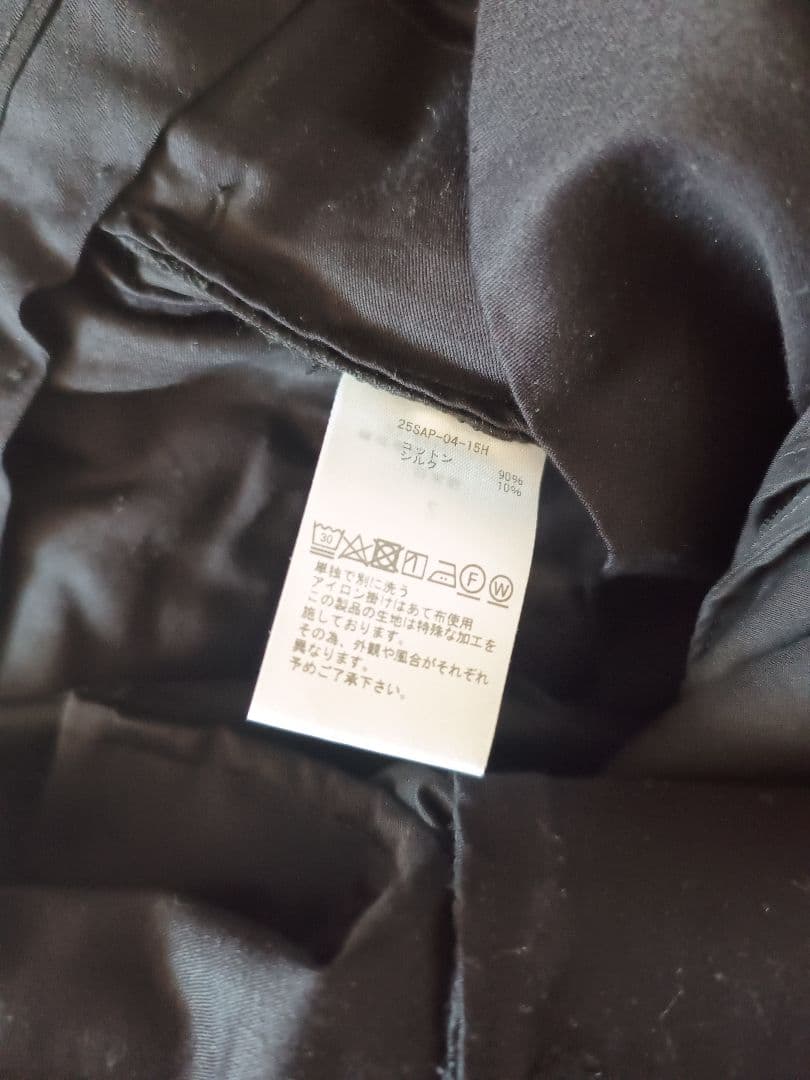 25SAP-04-15H
コットン 90%
シルク 10%
30 F W
単独で別に洗う
アイロン掛けはあて布使用
この製品の生地は特殊な加工を
施しております。
その為、外観や風合がそれぞれ
異なります。
予めご了承下さい。